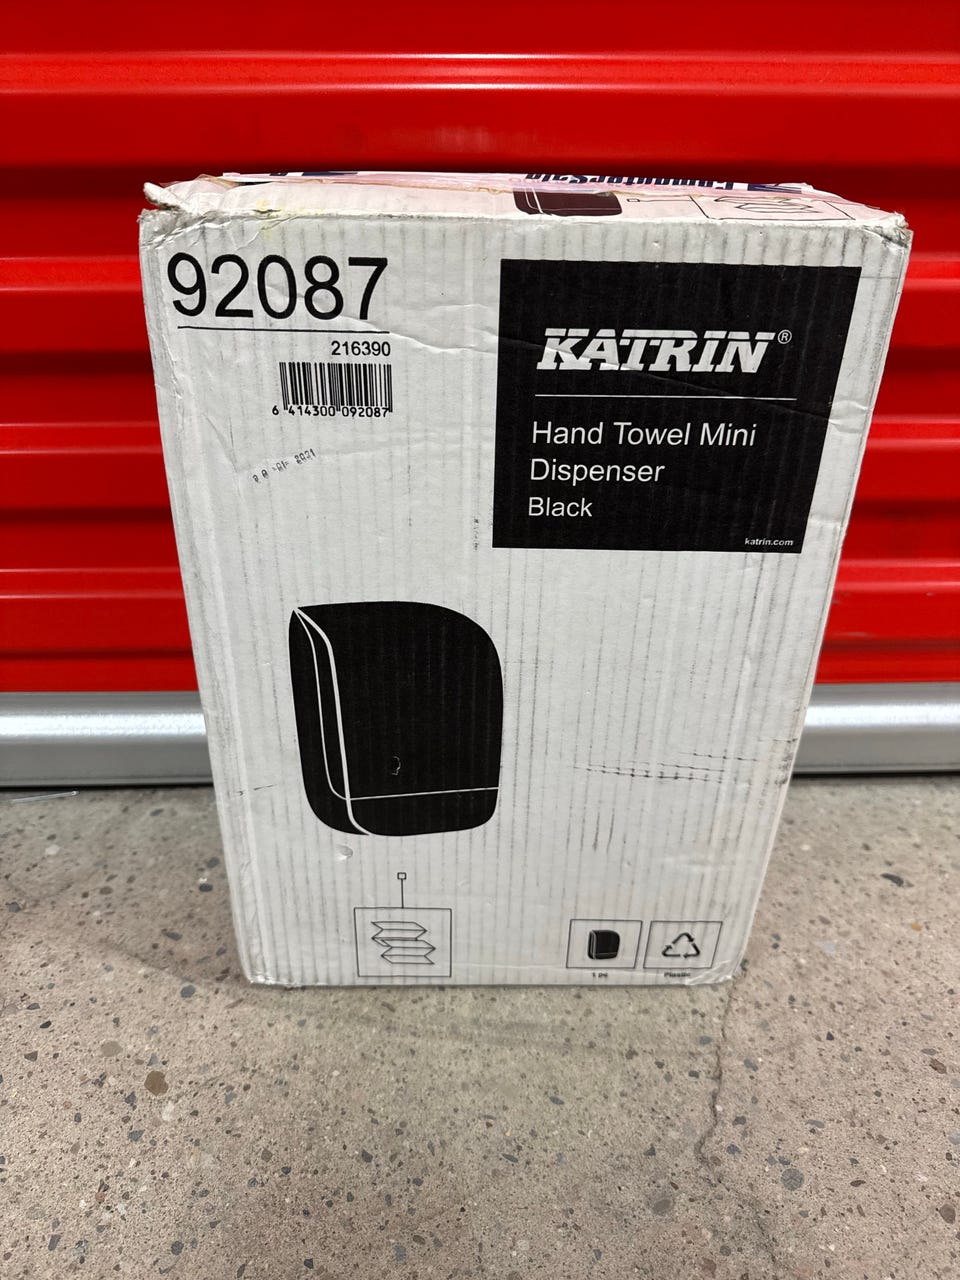 92087
216390
6 414300 092087
KATRIN®
Hand Towel Mini
Dispenser
Black
katrin.com
1 pc
Plastic